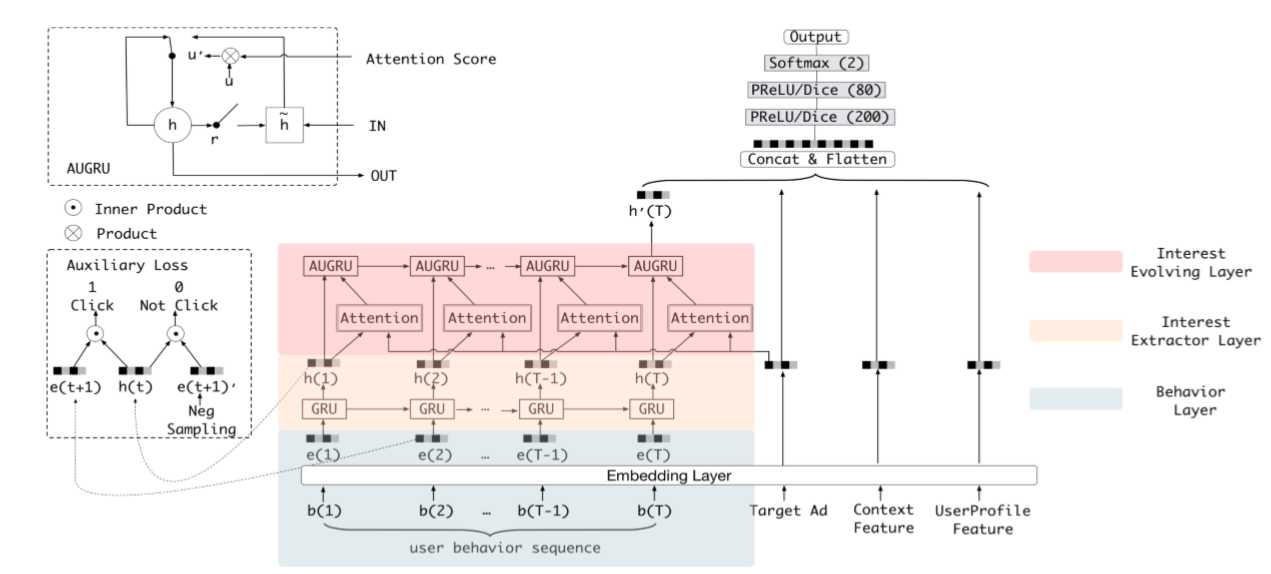 Output
Softmax (2)
PReLU/Dice (80)
PReLU/Dice (200)
Concat & Flatten
u′
u
Attention Score
h
r
h̃
IN
AUGRU
OUT
Inner Product
Product
h′(T)
Auxiliary Loss
1 0
Click Not Click
e(t+1) h(t) e(t+1)′
Neg
Sampling
AUGRU AUGRU … AUGRU AUGRU
Attention Attention Attention Attention
h(1) h(2) h(T-1) h(T)
GRU GRU … GRU GRU
e(1) e(2) … e(T-1) e(T)
Embedding Layer
b(1) b(2) … b(T-1) b(T)
user behavior sequence
Target Ad
Context
Feature
UserProfile
Feature
Interest
Evolving Layer
Interest
Extractor Layer
Behavior
Layer